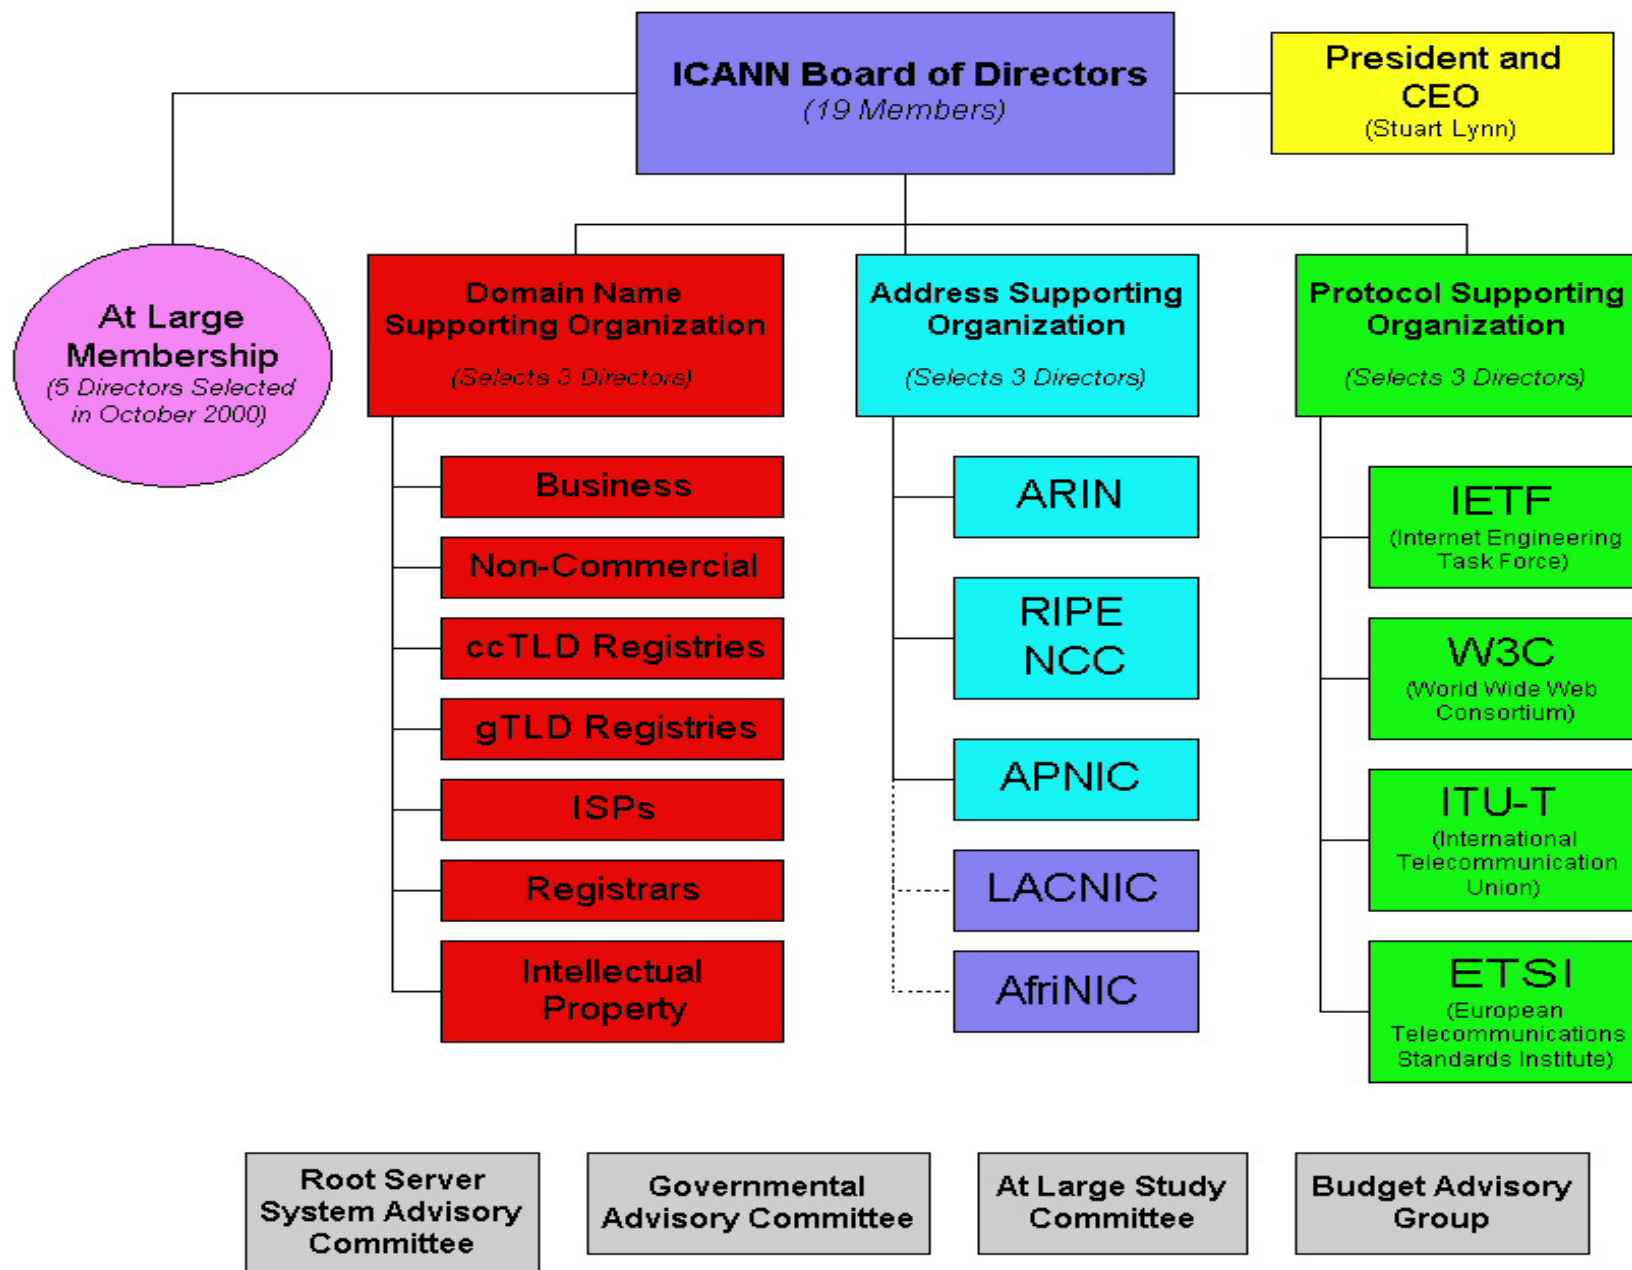 ICANN Board of Directors
(19 Members)
President and
CEO
(Stuart Lynn)
At Large
Membership
(5 Directors Selected
in October 2000)
Domain Name
Supporting Organization
(Selects 3 Directors)
Business
Non-Commercial
ccTLD Registries
gTLD Registries
ISPs
Registrars
Intellectual
Property
Address Supporting
Organization
(Selects 3 Directors)
ARIN
RIPE
NCC
APNIC
LACNIC
AfriNIC
Protocol Supporting
Organization
(Selects 3 Directors)
IETF
(Internet Engineering
Task Force)
W3C
(World Wide Web
Consortium)
ITU-T
(International
Telecommunication
Union)
ETSI
(European
Telecommunications
Standards Institute)
Root Server
System Advisory
Committee
Governmental
Advisory Committee
At Large Study
Committee
Budget Advisory
Group